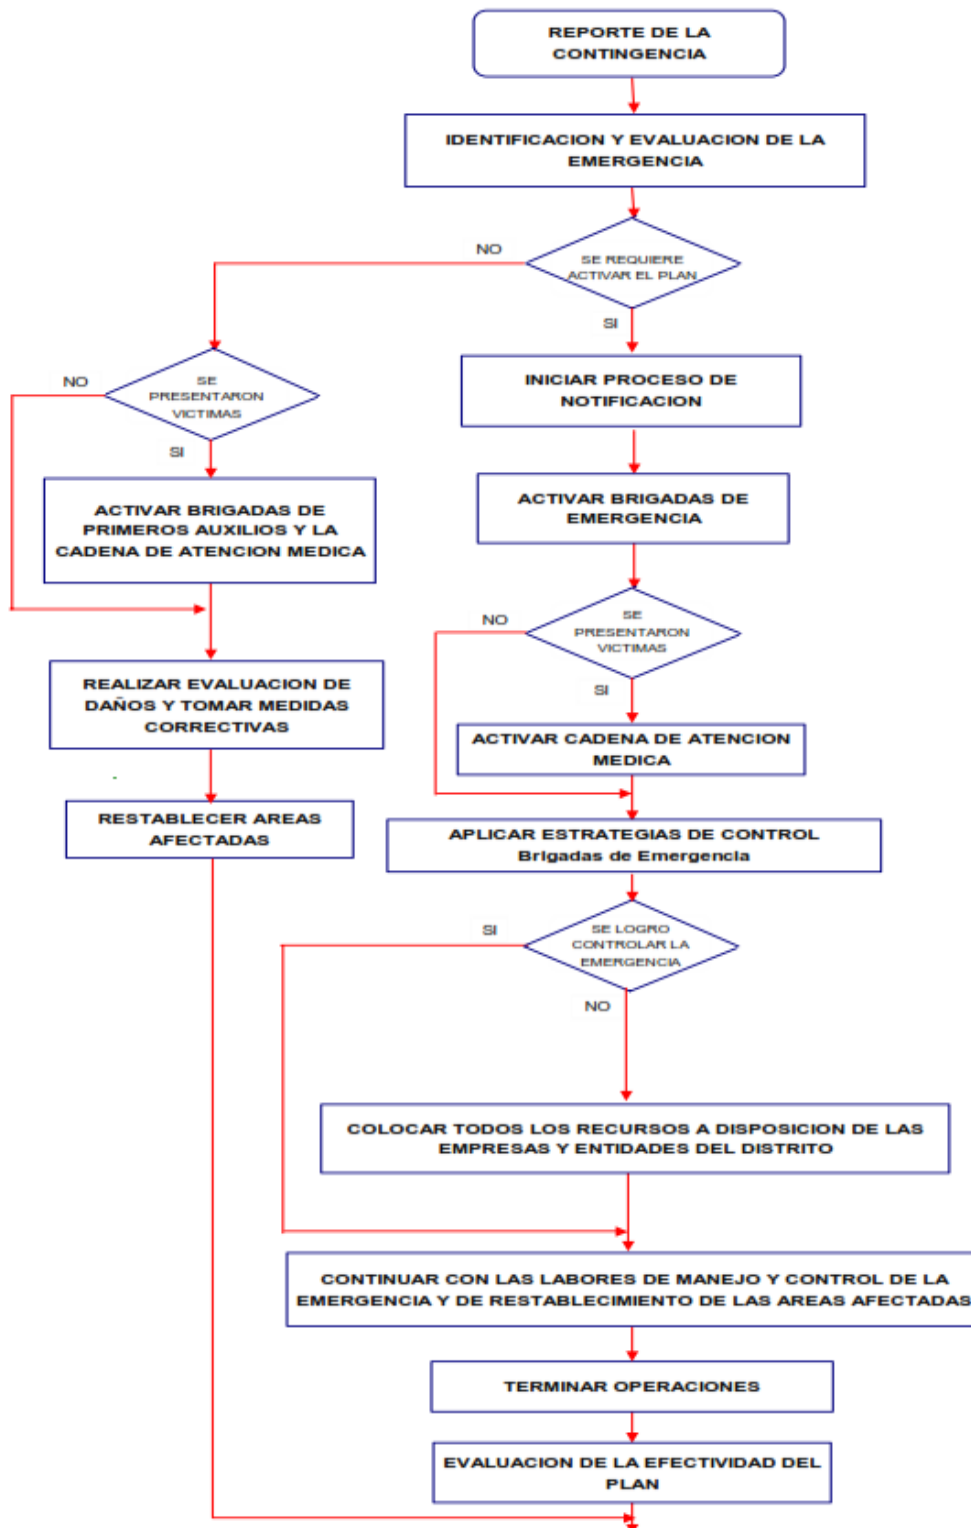 REPORTE DE LA
CONTINGENCIA
IDENTIFICACION Y EVALUACION DE LA
EMERGENCIA
NO
SE REQUIERE
ACTIVAR EL PLAN
SI
NO
SE
PRESENTARON
VICTIMAS
SI
INICIAR PROCESO DE
NOTIFICACION
ACTIVAR BRIGADAS DE
PRIMEROS AUXILIOS Y LA
CADENA DE ATENCION MEDICA
ACTIVAR BRIGADAS DE
EMERGENCIA
NO
SE
PRESENTARON
VICTIMAS
SI
REALIZAR EVALUACION DE
DAÑOS Y TOMAR MEDIDAS
CORRECTIVAS
ACTIVAR CADENA DE ATENCION
MEDICA
RESTABLECER AREAS
AFECTADAS
APLICAR ESTRATEGIAS DE CONTROL
Brigadas de Emergencia
SI
SE LOGRO
CONTROLAR LA
EMERGENCIA
NO
COLOCAR TODOS LOS RECURSOS A DISPOSICION DE LAS
EMPRESAS Y ENTIDADES DEL DISTRITO
CONTINUAR CON LAS LABORES DE MANEJO Y CONTROL DE LA
EMERGENCIA Y DE RESTABLECIMIENTO DE LAS AREAS AFECTADAS
TERMINAR OPERACIONES
EVALUACION DE LA EFECTIVIDAD DEL
PLAN